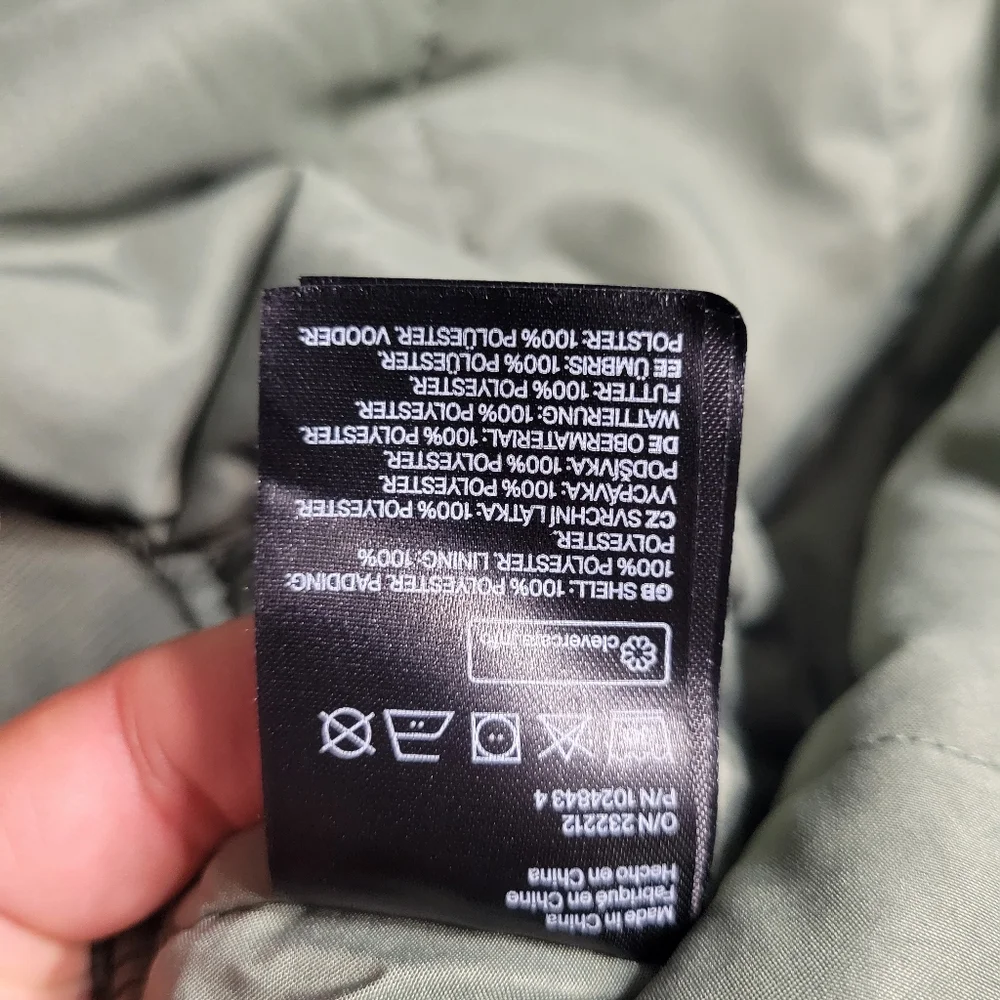 Made in China
Fabriqué en Chine
Hecho en China
O/N 232212
P/N 1024843 4
clevercare.info
GB SHELL: 100% POLYESTER. PADDING:
100% POLYESTER. LINING: 100%
POLYESTER.
CZ SVRCHNÍ LÁTKA: 100% POLYESTER.
VYCPÁVKA: 100% POLYESTER.
PODŠÍVKA: 100% POLYESTER.
DE OBERMATERIAL: 100% POLYESTER.
WATTIERUNG: 100% POLYESTER.
FUTTER: 100% POLYESTER.
EE ÜMBRIS: 100% POLÜESTER.
POLSTER: 100% POLÜESTER. VOODER: